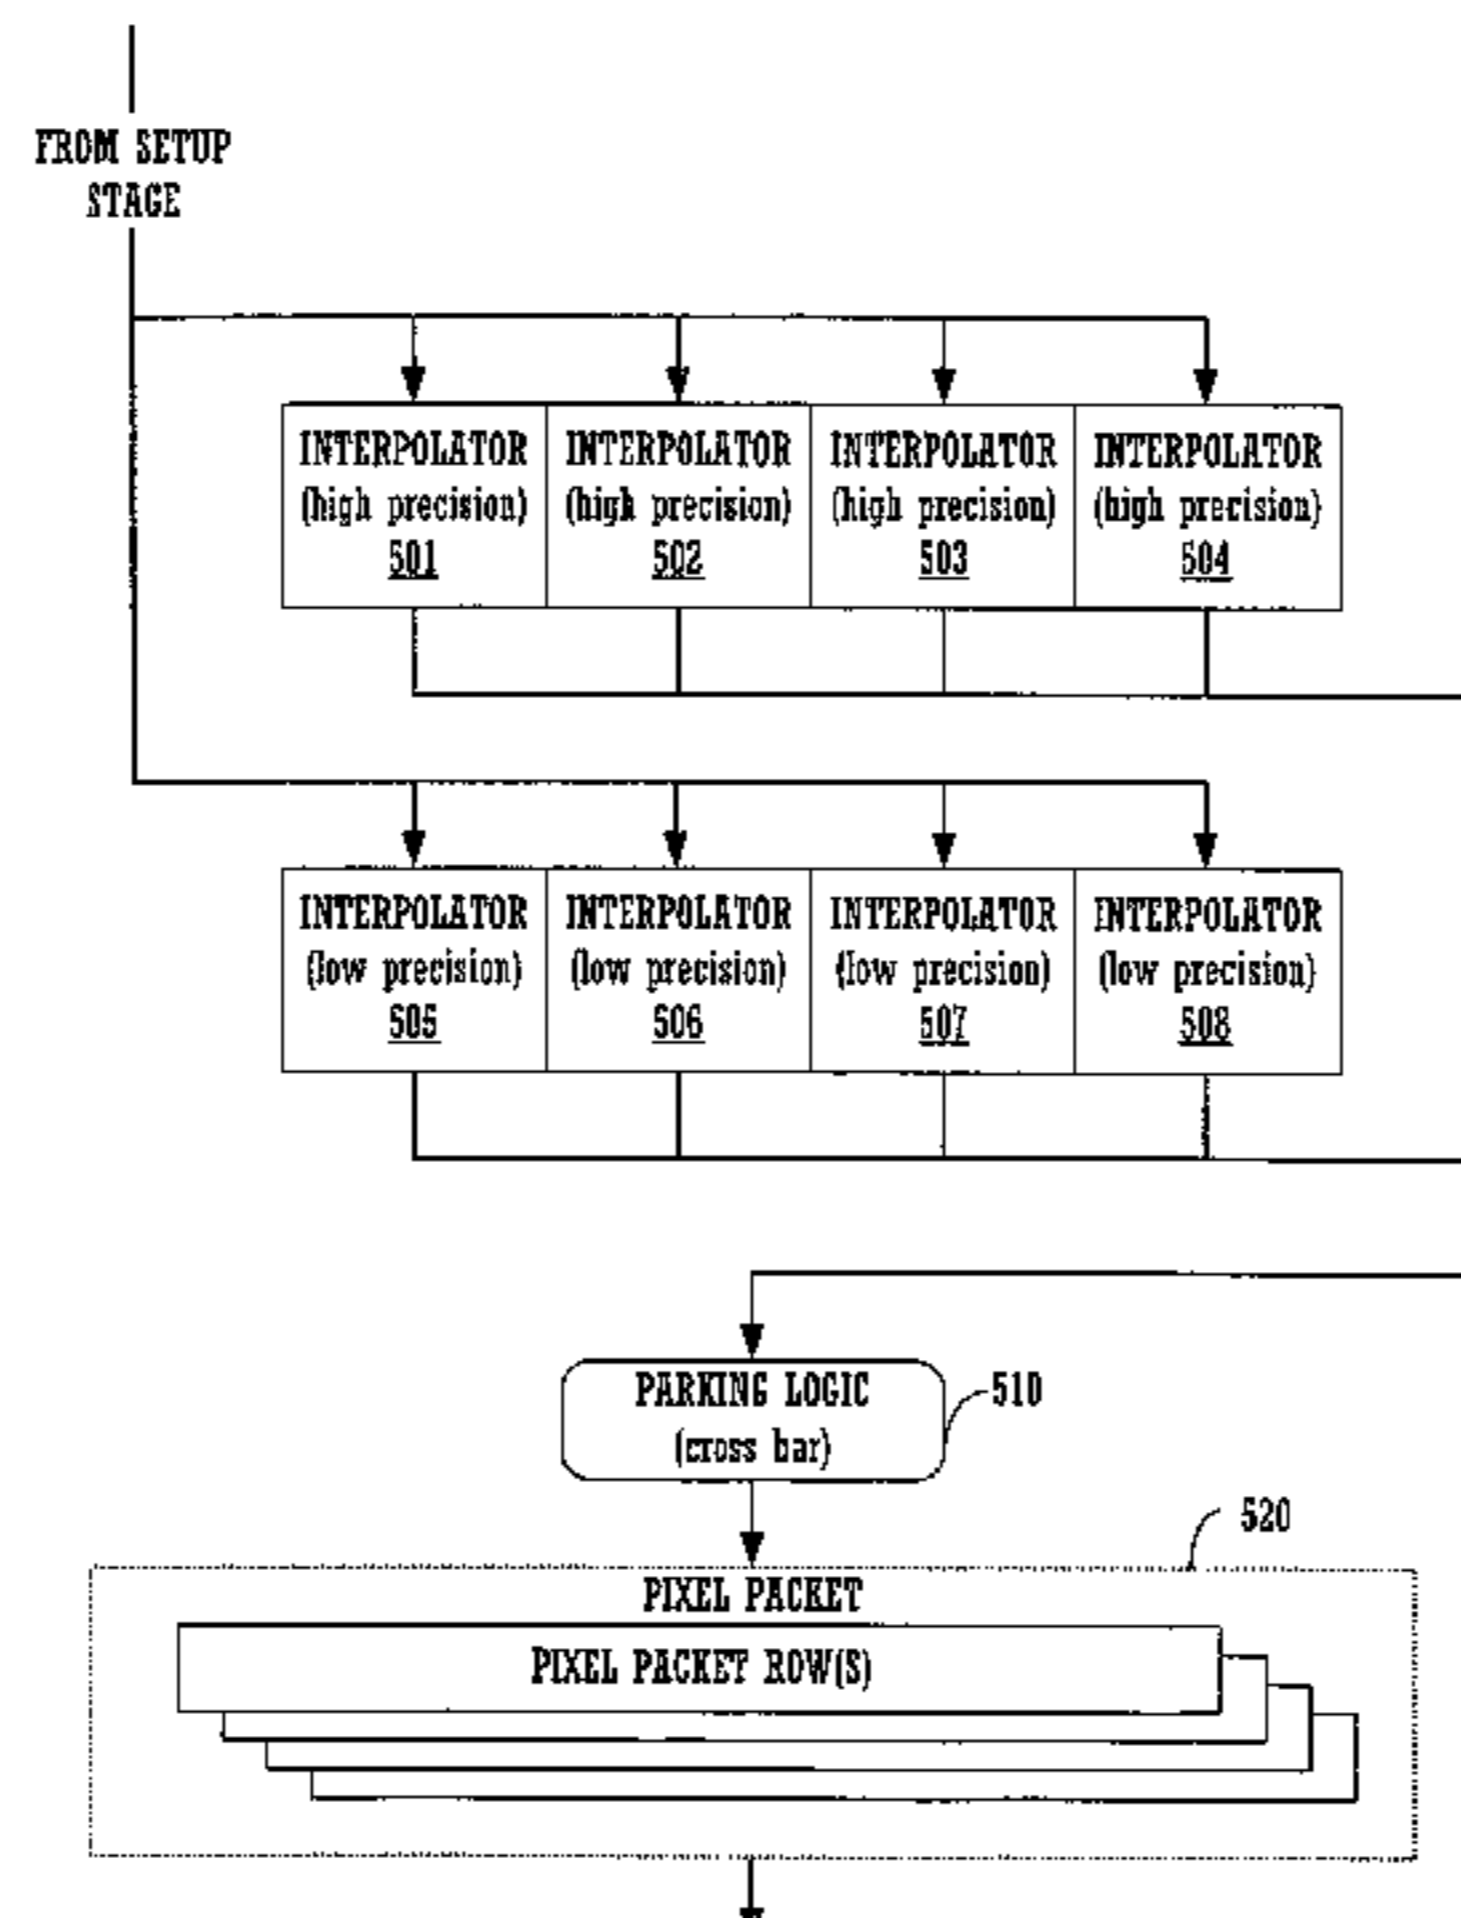 FROM SETUP
STAGE
INTERPOLATOR
(high precision)
501
INTERPOLATOR
(high precision)
502
INTERPOLATOR
(high precision)
503
INTERPOLATOR
(high precision)
504
INTERPOLATOR
(low precision)
505
INTERPOLATOR
(low precision)
506
INTERPOLATOR
(low precision)
507
INTERPOLATOR
(low precision)
508
PARKING LOGIC
(cross bar)
510
520
PIXEL PACKET
PIXEL PACKET ROW(S)